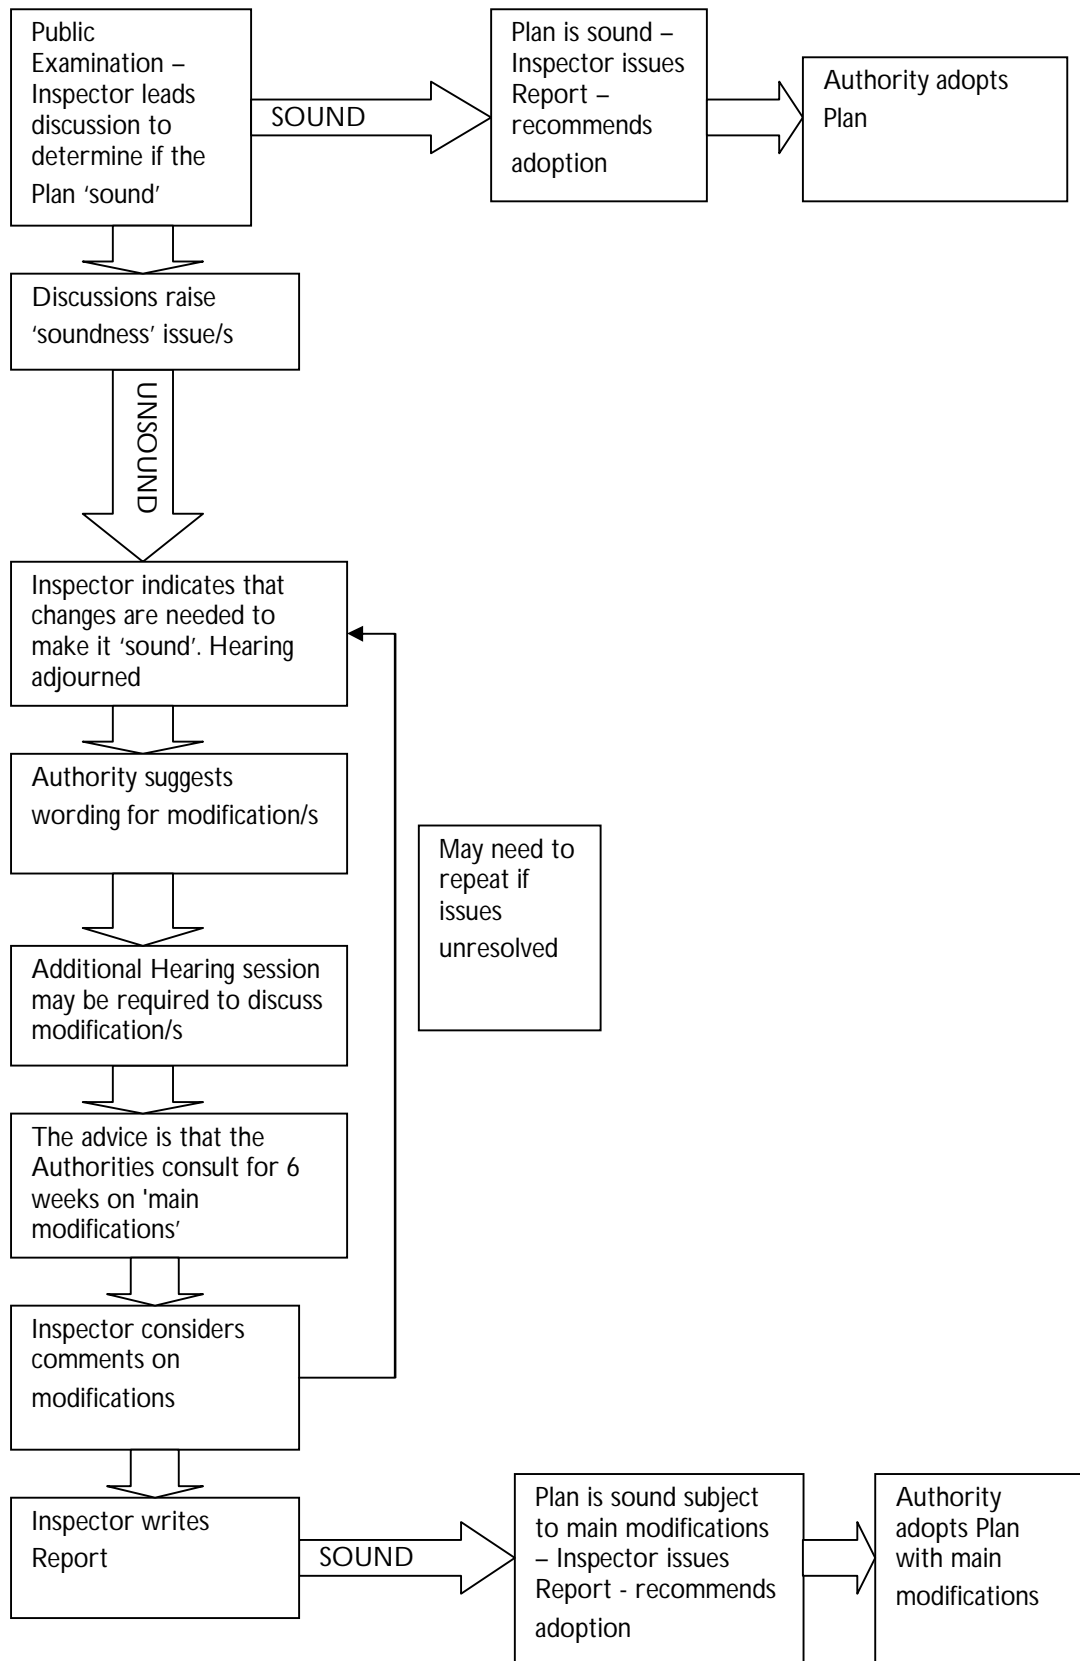 Public
Examination –
Inspector leads
discussion to
determine if the
Plan ‘sound’
SOUND
Plan is sound –
Inspector issues
Report –
recommends
adoption
Authority adopts
Plan
Discussions raise
‘soundness’ issue/s
UNSOUND
Inspector indicates that
changes are needed to
make it ‘sound’. Hearing
adjourned
Authority suggests
wording for modification/s
May need to
repeat if
issues
unresolved
Additional Hearing session
may be required to discuss
modification/s
The advice is that the
Authorities consult for 6
weeks on 'main
modifications’
Inspector considers
comments on
modifications
Inspector writes
Report
SOUND
Plan is sound subject
to main modifications
– Inspector issues
Report - recommends
adoption
Authority
adopts Plan
with main
modifications